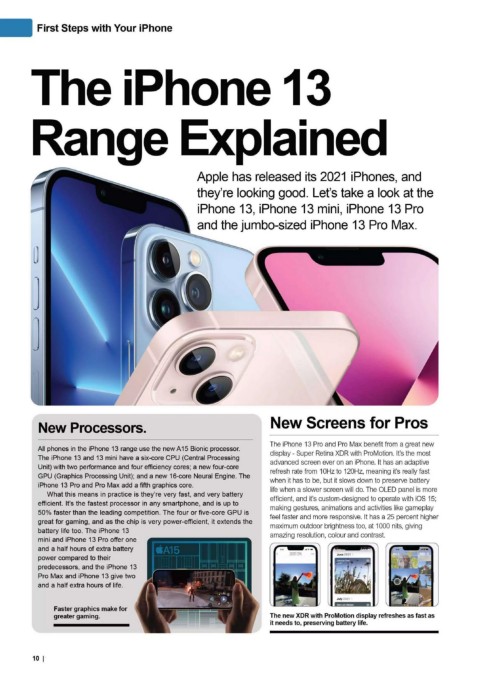 First Steps with Your iPhone
The iPhone 13
Range Explained
Apple has released its 2021 iPhones, and
they're looking good. Let's take a look at the
iPhone 13, iPhone 13 mini, iPhone 13 Pro
and the jumbo-sized iPhone 13 Pro Max.
New Processors.
All phones in the iPhone 13 range use the new A15 Bionic processor.
The iPhone 13 and 13 mini have a six-core CPU (Central Processing
Unit) with two performance and four efficiency cores; a new four-core
GPU (Graphics Processing Unit); and a new 16-core Neural Engine. The
iPhone 13 Pro and Pro Max add a fifth graphics core.
What this means in practice is they're very fast, and very battery
efficient. It's the fastest processor in any smartphone, and is up to
50% faster than the leading competition. The four or five-core GPU is
great for gaming, and as the chip is very power-efficient, it extends the
battery life too. The iPhone 13
mini and iPhone 13 Pro offer one
and a half hours of extra battery
power compared to their
predecessors, and the iPhone 13
Pro Max and iPhone 13 give two
and a half extra hours of life.
A15
Faster graphics make for
greater gaming.
New Screens for Pros
The iPhone 13 Pro and Pro Max benefit from a great new
display - Super Retina XDR with ProMotion. It's the most
advanced screen ever on an iPhone. It has an adaptive
refresh rate from 10Hz to 120Hz, meaning it's really fast
when it has to be, but it slows down to preserve battery
life when a slower screen will do. The OLED panel is more
efficient, and it's custom-designed to operate with iOS 15;
making gestures, animations and activities like gameplay
feel faster and more responsive. It has a 25 percent higher
maximum outdoor brightness too, at 1000 nits, giving
amazing resolution, colour and contrast.
The new XDR with ProMotion display refreshes as fast as
it needs to, preserving battery life.
10 |